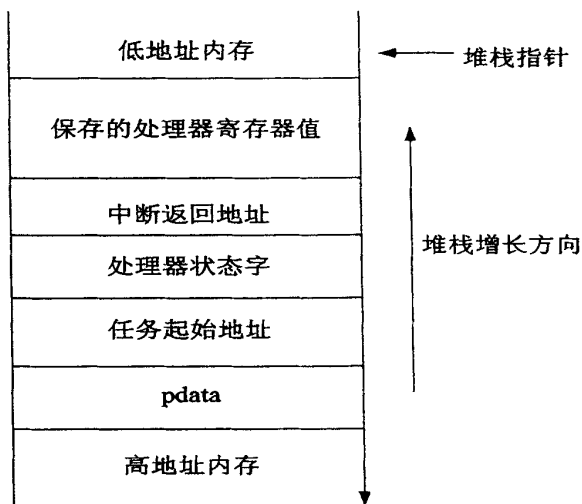 低地址内存
堆栈指针
保存的处理器寄存器值
中断返回地址
堆栈增长方向
处理器状态字
任务起始地址
pdata
高地址内存